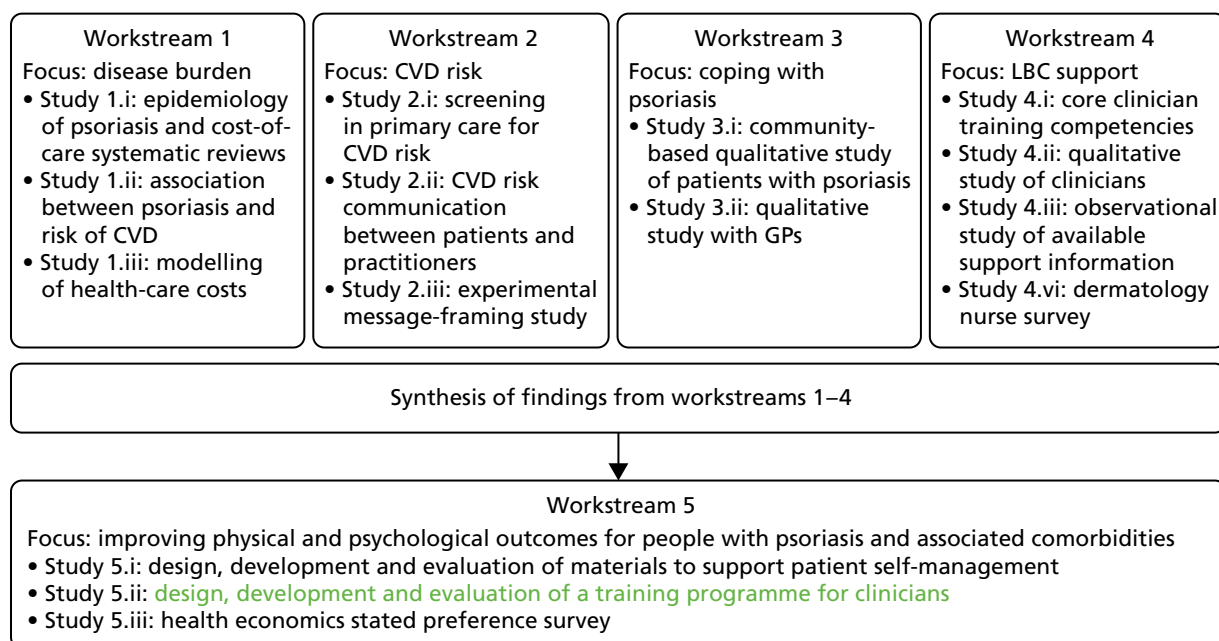 Workstream 1
Focus: disease burden
• Study 1.i: epidemiology
of psoriasis and cost-of-
care systematic reviews
• Study 1.ii: association
between psoriasis and
risk of CVD
• Study 1.iii: modelling
of health-care costs
Workstream 2
Focus: CVD risk
• Study 2.i: screening
in primary care for
CVD risk
• Study 2.ii: CVD risk
communication
between patients and
practitioners
• Study 2.iii: experimental
message-framing study
Workstream 3
Focus: coping with
psoriasis
• Study 3.i: community-
based qualitative study
of patients with psoriasis
• Study 3.ii: qualitative
study with GPs
Workstream 4
Focus: LBC support
• Study 4.i: core clinician
training competencies
• Study 4.ii: qualitative
study of clinicians
• Study 4.iii: observational
study of available
support information
• Study 4.vi: dermatology
nurse survey
Synthesis of findings from workstreams 1–4
Workstream 5
Focus: improving physical and psychological outcomes for people with psoriasis and associated comorbidities
• Study 5.i: design, development and evaluation of materials to support patient self-management
• Study 5.ii: design, development and evaluation of a training programme for clinicians
• Study 5.iii: health economics stated preference survey